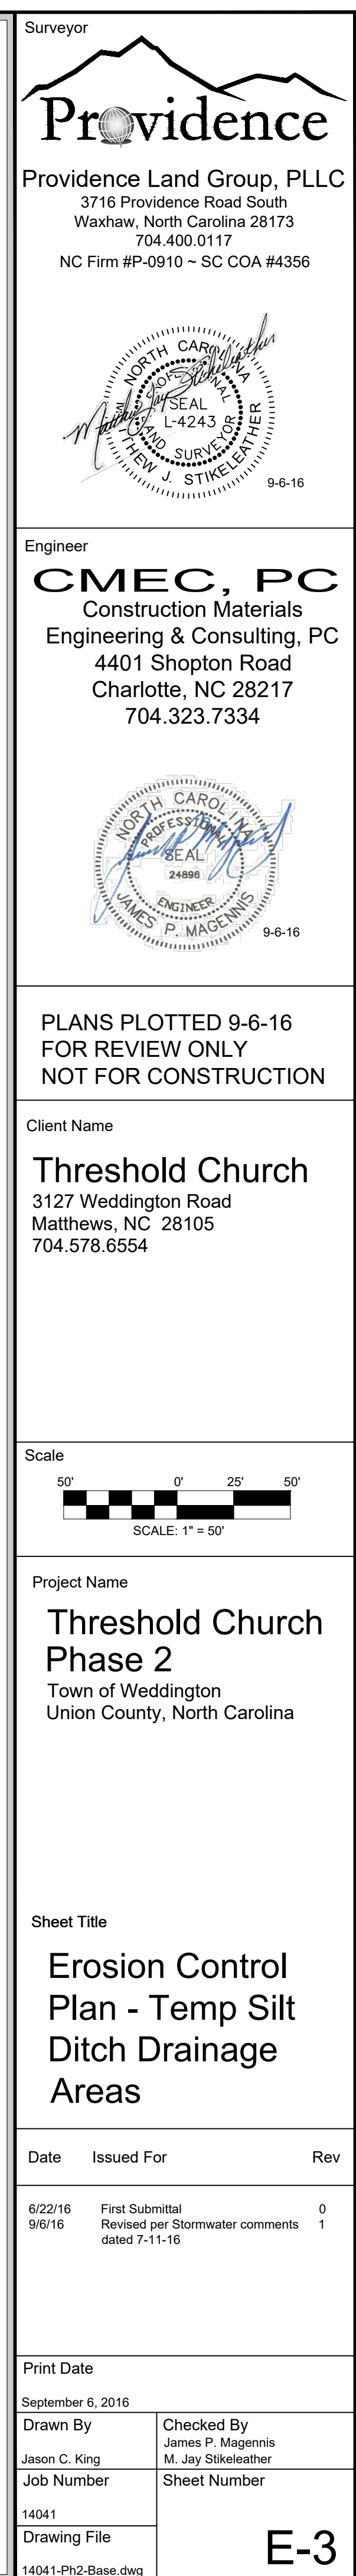 Surveyor
Providence
Providence Land Group, PLLC
3716 Providence Road South
Waxhaw, North Carolina 28173
704.400.0117
NC Firm #P-0910 ~ SC COA #4356
NORTH CAROLINA
SEAL
L-4243
LAND SURVEYOR
MATTHEW J. STIKELEATHER
9-6-16
Engineer
CMEC, PC
Construction Materials
Engineering & Consulting, PC
4401 Shopton Road
Charlotte, NC 28217
704.323.7334
NORTH CAROLINA
PROFESSIONAL
SEAL
24898
ENGINEER
JAMES P. MAGENNIS
9-6-16
PLANS PLOTTED 9-6-16
FOR REVIEW ONLY
NOT FOR CONSTRUCTION
Client Name
Threshold Church
3127 Weddington Road
Matthews, NC 28105
704.578.6554
Scale
50' 0' 25' 50'
SCALE: 1" = 50'
Project Name
Threshold Church
Phase 2
Town of Weddington
Union County, North Carolina
Sheet Title
Erosion Control
Plan - Temp Silt
Ditch Drainage
Areas
Date Issued For Rev
6/22/16 First Submittal 0
9/6/16 Revised per Stormwater comments 1
dated 7-11-16
Print Date
September 6, 2016
Drawn By
Jason C. King
Checked By
James P. Magennis
M. Jay Stikeleather
Job Number
14041
Sheet Number
E-3
Drawing File
14041-Ph2-Base.dwg